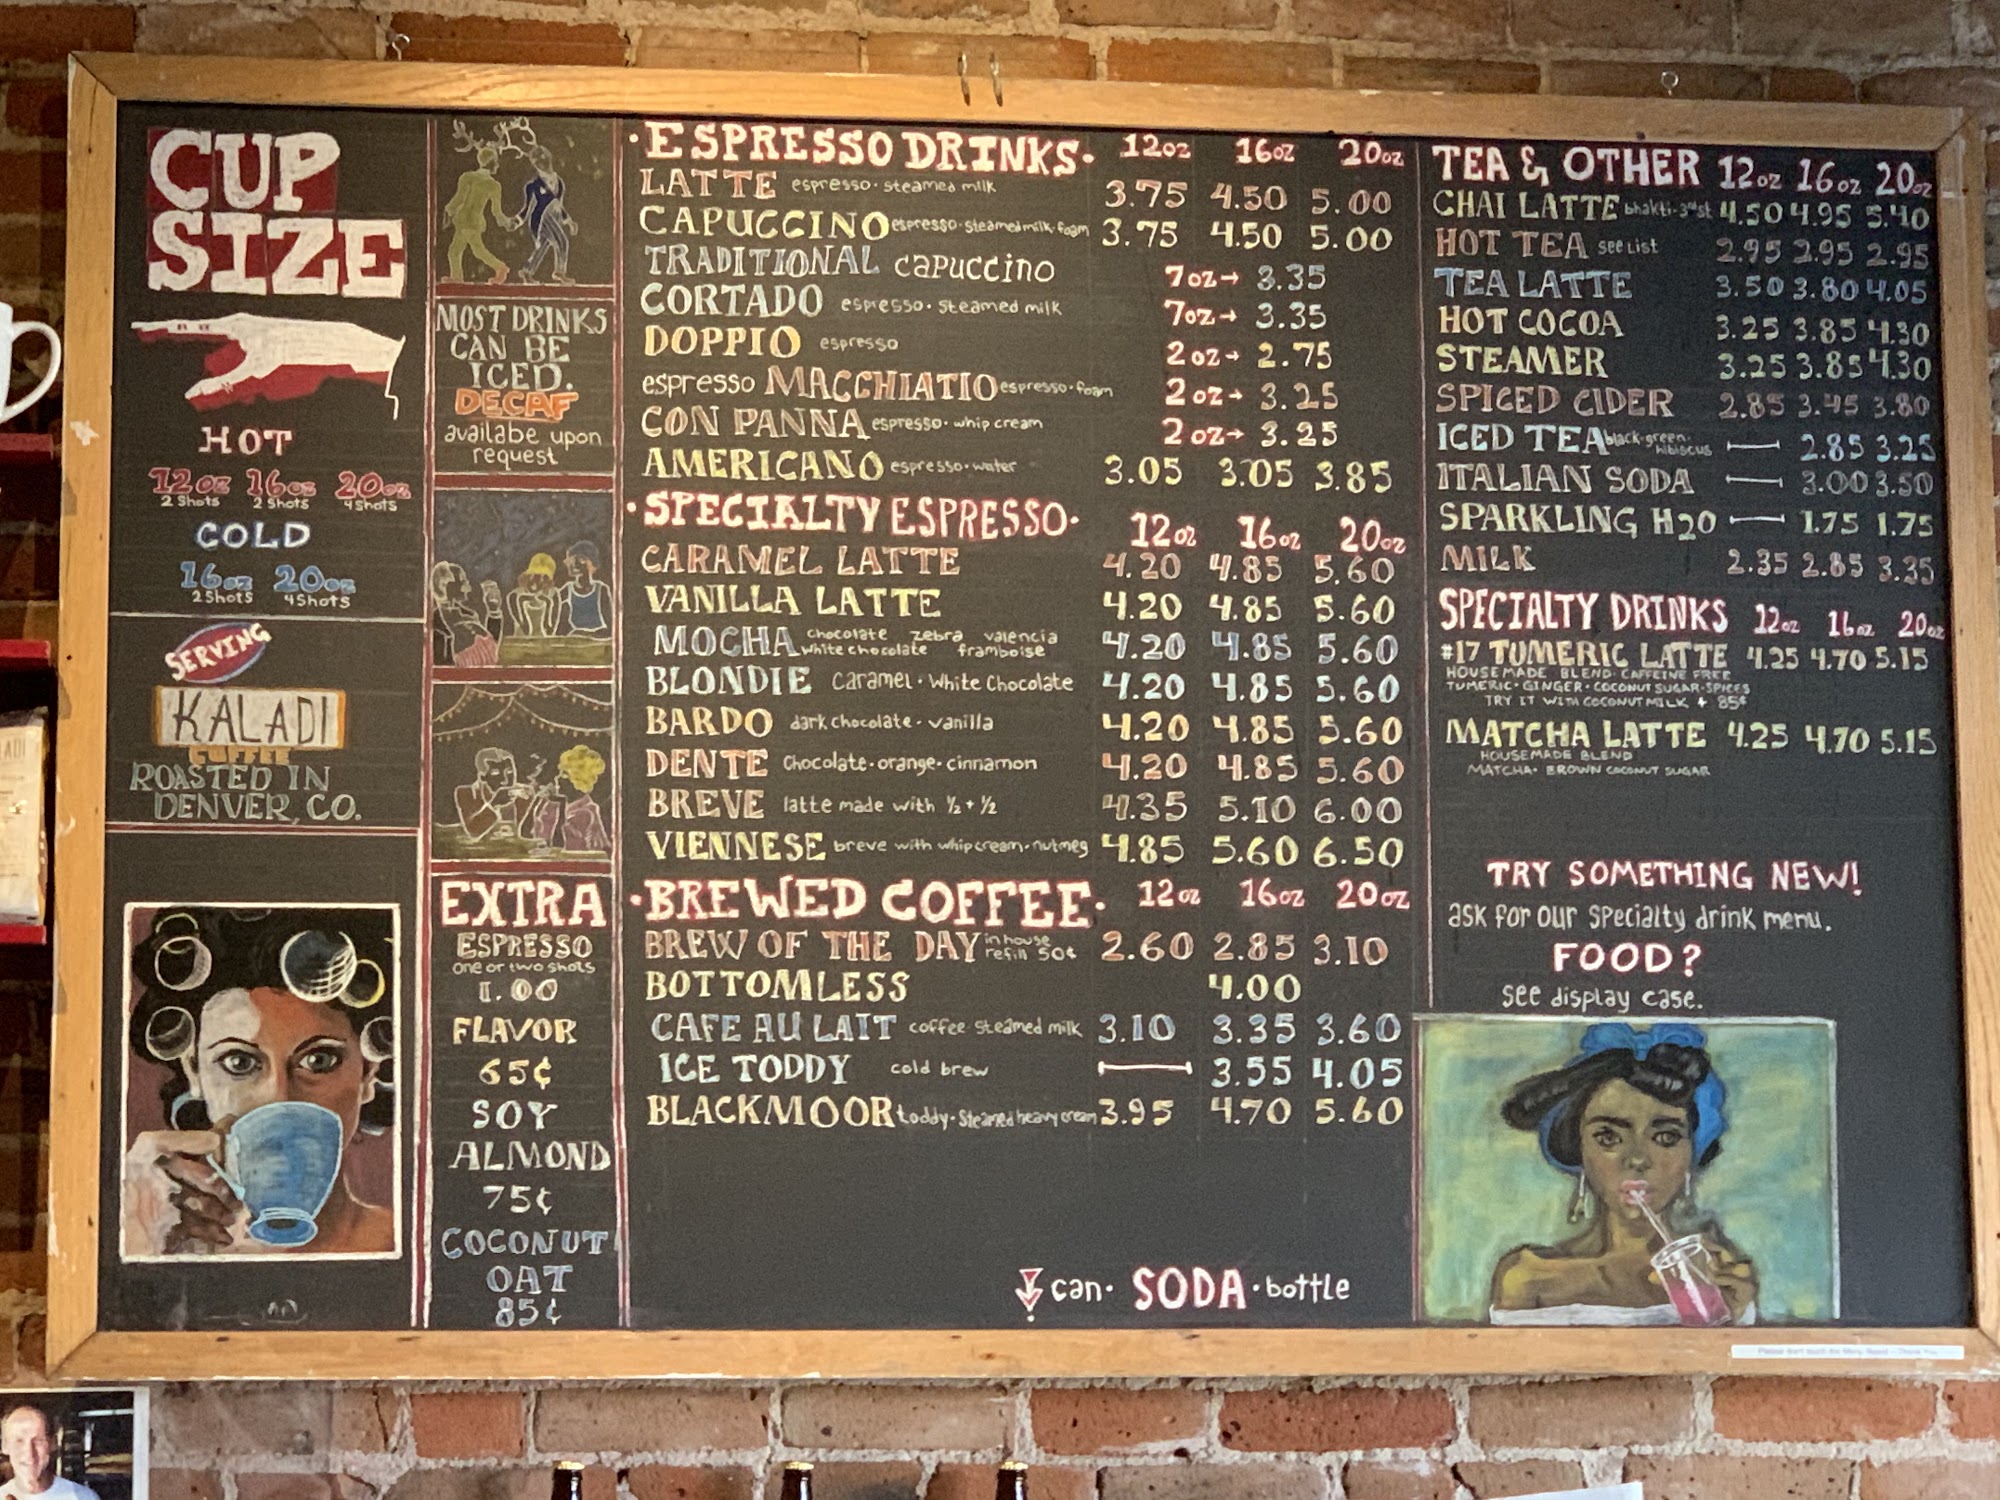 CUP
SIZE
HOT
12oz 16oz 20oz
2 Shots 2 Shots 4 Shots
COLD
16oz 20oz
2 Shots 4 Shots
SERVING
KALADI
COFFEE
ROASTED IN
DENVER, CO.
MOST DRINKS
CAN BE
ICED.
DECAF
availabe upon
request
EXTRA
ESPRESSO
one or two shots
1.00
FLAVOR
65¢
SOY
ALMOND
75¢
COCONUT
OAT
85¢
·ESPRESSO DRINKS· 12oz 16oz 20oz
LATTE espresso·steamed milk 3.75 4.50 5.00
CAPUCCINO espresso·steamed milk·foam 3.75 4.50 5.00
TRADITIONAL CAPUCCINO 7oz→ 3.35
CORTADO espresso·steamed milk 7oz→ 3.35
DOPPIO espresso 2oz→ 2.75
espresso MACCHIATIO espresso·foam 2oz→ 3.25
CON PANNA espresso·whip cream 2oz→ 3.25
AMERICANO espresso·water 3.05 3.05 3.85
·SPECIALTY ESPRESSO· 12oz 16oz 20oz
CARAMEL LATTE 4.20 4.85 5.60
VANILLA LATTE 4.20 4.85 5.60
MOCHA chocolate zebra valencia 4.20 4.85 5.60
white chocolate framboise
BLONDIE Caramel·White Chocolate 4.20 4.85 5.60
BARDO dark chocolate·vanilla 4.20 4.85 5.60
DENTE Chocolate·orange·cinnamon 4.20 4.85 5.60
BREVE latte made with ½+½ 4.35 5.10 6.00
VIENNESE breve with whipcream·nutmeg 4.85 5.60 6.50
·BREWED COFFEE· 12oz 16oz 20oz
BREW OF THE DAY in house 2.60 2.85 3.10
refill 50¢
BOTTOMLESS 4.00
CAFE AU LAIT coffee·steamed milk 3.10 3.35 3.60
ICE TODDY cold brew 3.55 4.05
BLACKMOOR toddy·Steamed heavy cream 3.95 4.70 5.60
can·SODA·bottle
TEA & OTHER 12oz 16oz 20oz
CHAI LATTE bhakti·3rd st 4.50 4.95 5.40
HOT TEA see List 2.95 2.95 2.95
TEA LATTE 3.50 3.80 4.05
HOT COCOA 3.25 3.85 4.30
STEAMER 3.25 3.85 4.30
SPICED CIDER 2.85 3.45 3.80
ICED TEA black·green· 2.85 3.25
hibiscus
ITALIAN SODA 3.00 3.50
SPARKLING H2O 1.75 1.75
MILK 2.35 2.85 3.35
SPECIALTY DRINKS 12oz 16oz 20oz
#17 TUMERIC LATTE 4.25 4.70 5.15
HOUSEMADE BLEND·CAFFEINE FREE
TUMERIC·GINGER·COCONUT SUGAR·SPICES
TRY IT WITH COCONUT MILK + 85¢
MATCHA LATTE 4.25 4.70 5.15
HOUSEMADE BLEND
MATCHA·BROWN COCONUT SUGAR
TRY SOMETHING NEW!
ask for our specialty drink menu.
FOOD?
see display case.
Please don't touch the Menu Board - Thank You